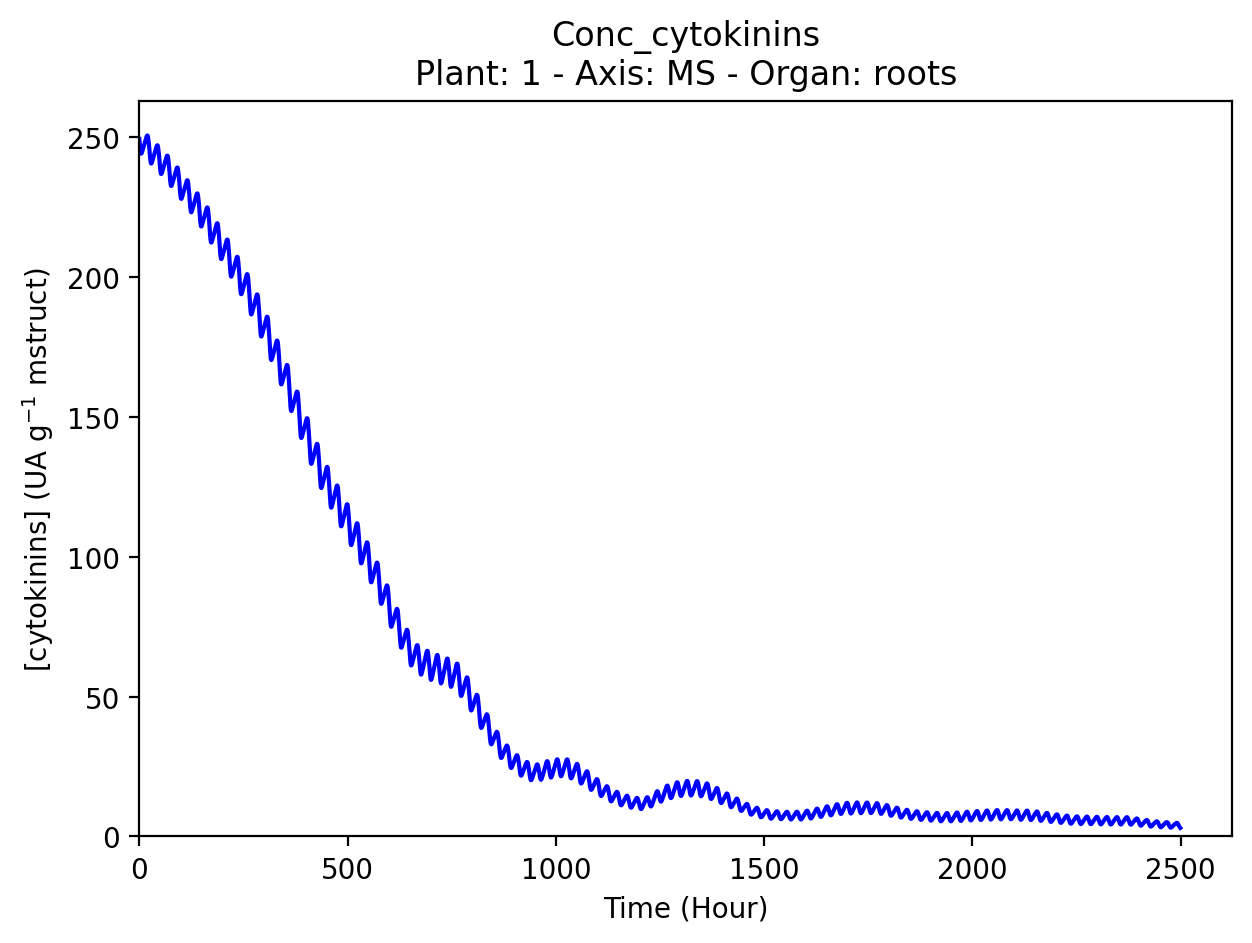 Conc_cytokinins
Plant: 1 - Axis: MS - Organ: roots
[cytokinins] (UA g⁻¹ mstruct)
250
200
150
100
50
0
0 500 1000 1500 2000 2500
Time (Hour)